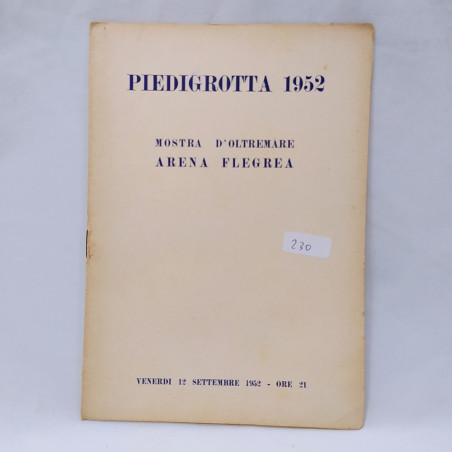 PIEDIGROTTA 1952
MOSTRA D'OLTREMARE
ARENA FLEGREA
230
VENERDI 12 SETTEMBRE 1952 - ORE 21